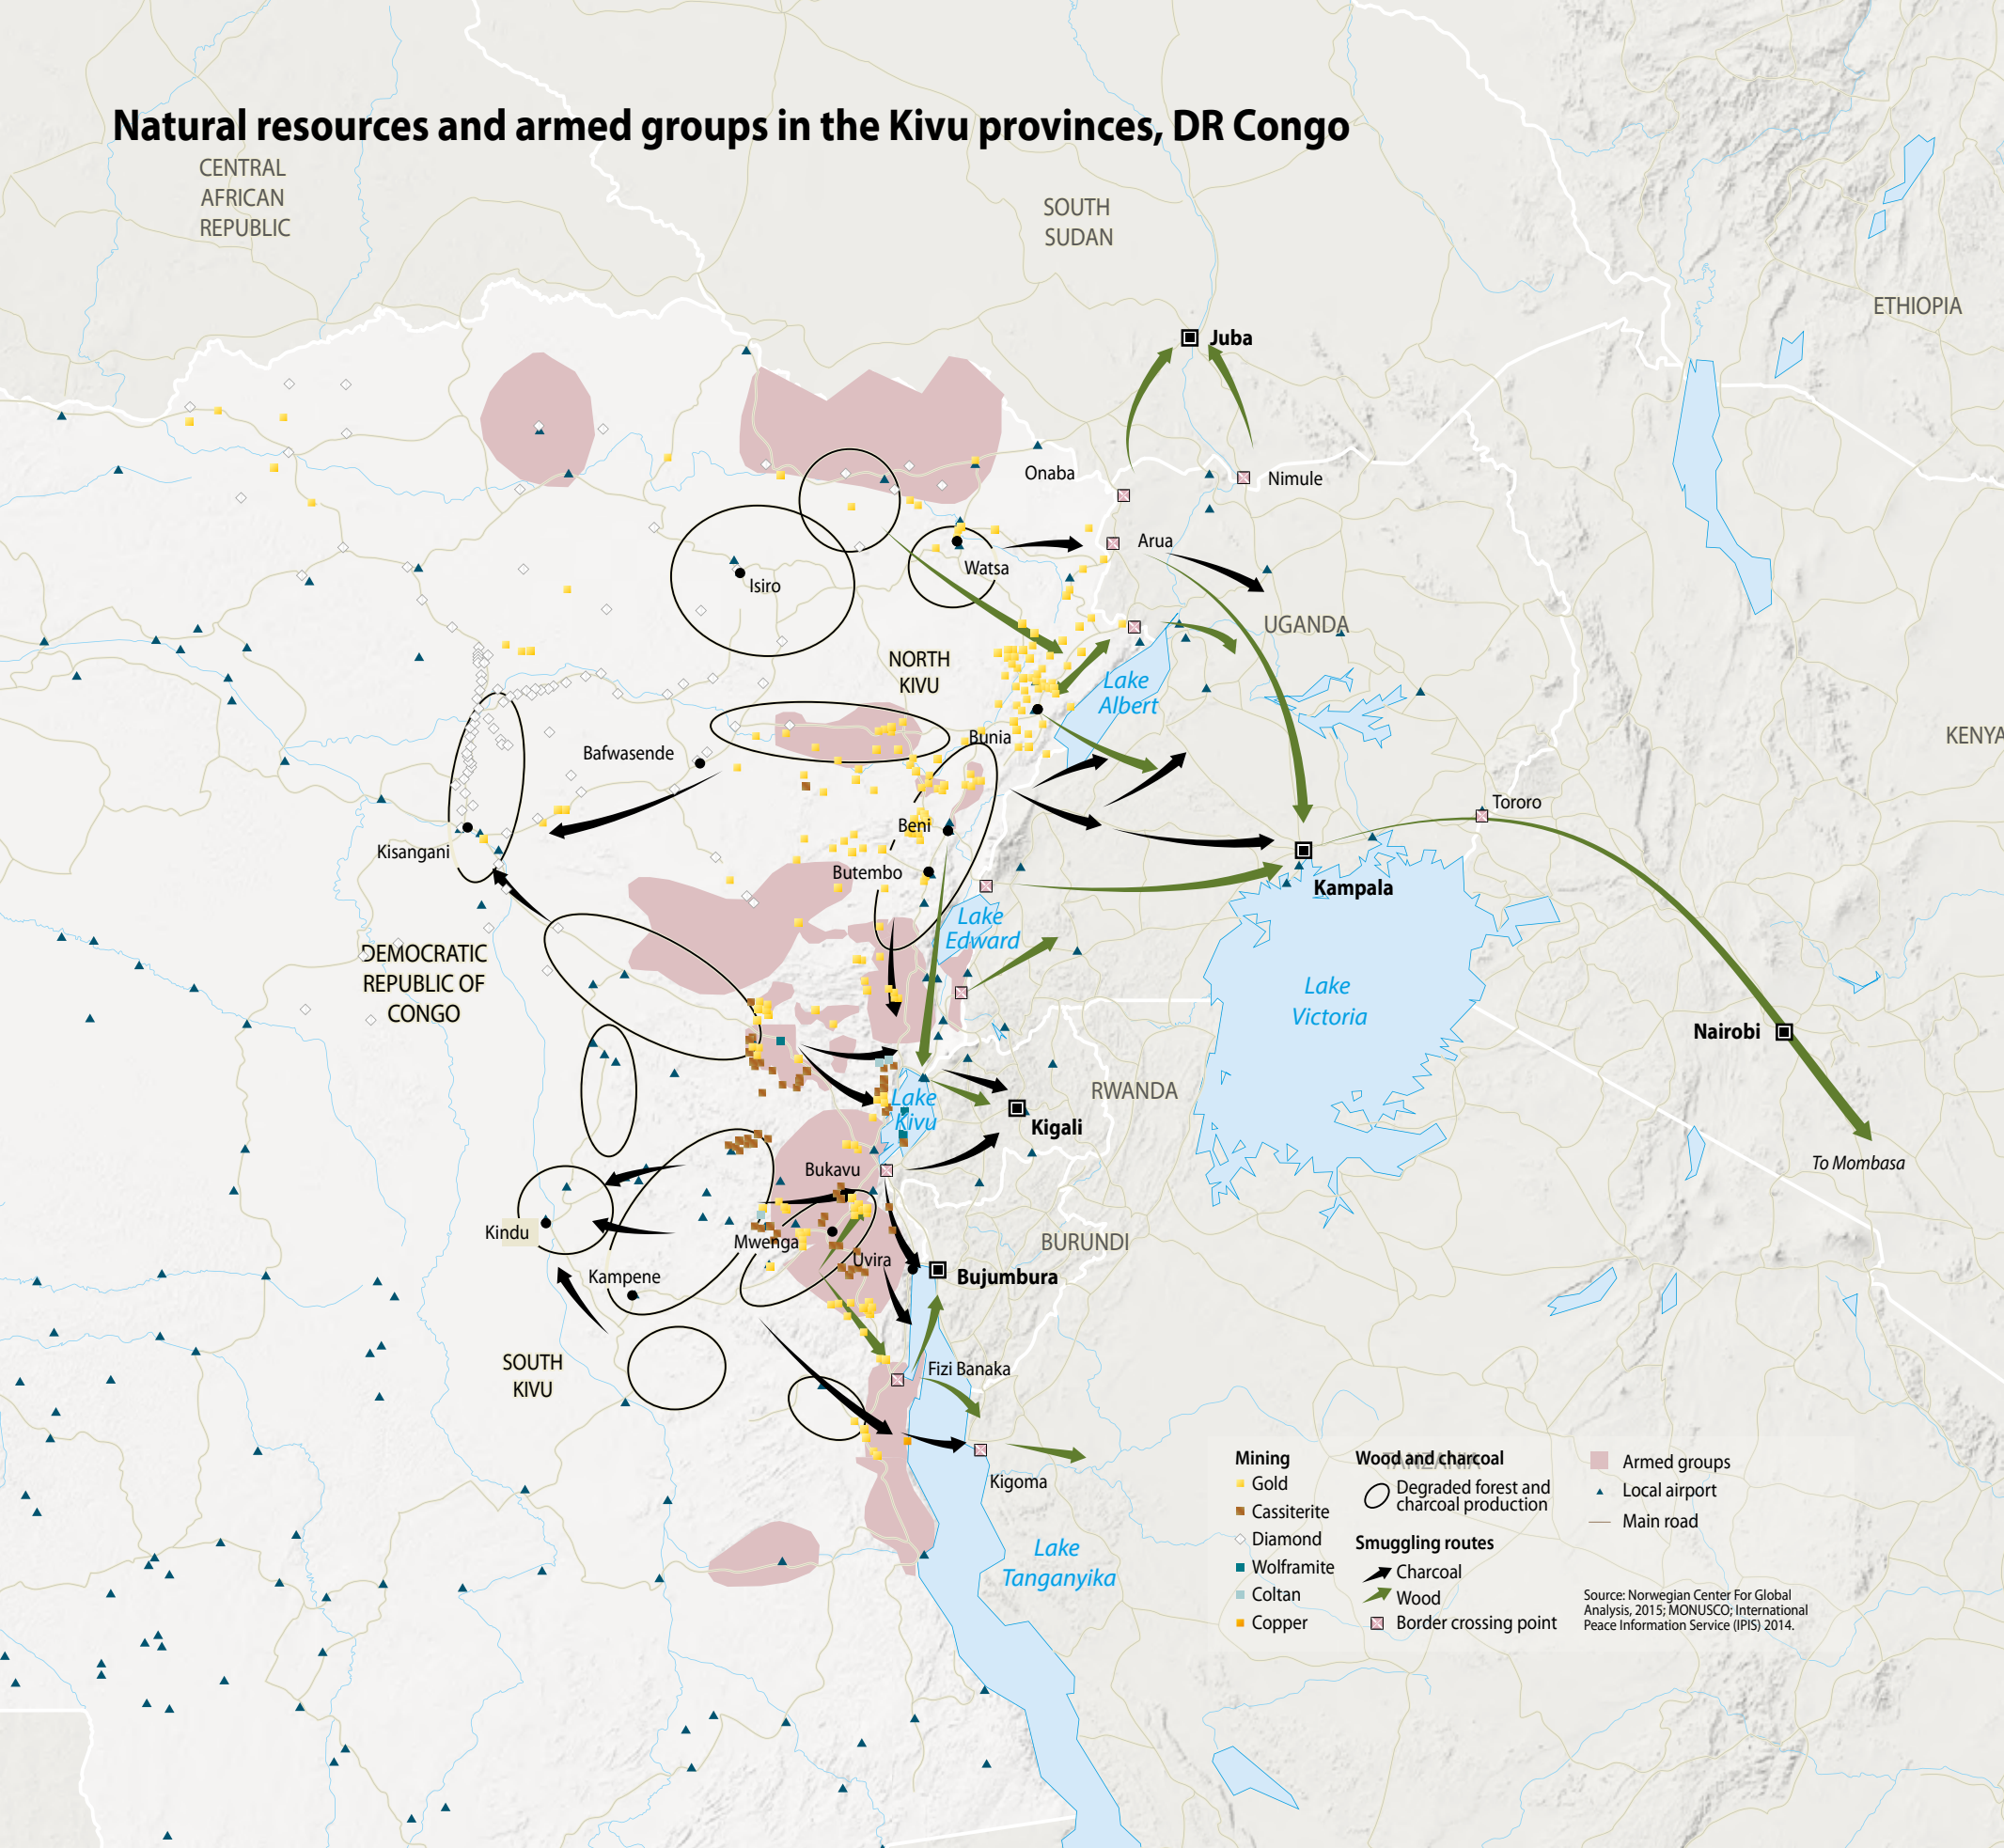 Natural resources and armed groups in the Kivu provinces, DR Congo
CENTRAL
AFRICAN
REPUBLIC
SOUTH
SUDAN
ETHIOPIA
Juba
Onaba
Nimule
Arua
Watsa
Isiro
UGANDA
NORTH
KIVU
Lake
Albert
KENYA
Bunia
Bafwasende
Tororo
Beni
Kisangani
Butembo
Kampala
Lake
Edward
DEMOCRATIC
REPUBLIC OF
CONGO
Lake
Victoria
Nairobi
RWANDA
Lake
Kivu
Kigali
To Mombasa
Bukavu
Kindu
Mwenga
BURUNDI
Uvira
Kampene
Bujumbura
SOUTH
KIVU
Fizi Banaka
Kigoma
Lake
Tanganyika
TANZANIA
Mining
Gold
Cassiterite
Diamond
Wolframite
Coltan
Copper
Wood and charcoal
Degraded forest and
charcoal production
Smuggling routes
Charcoal
Wood
Border crossing point
Armed groups
Local airport
Main road
Source: Norwegian Center For Global
Analysis, 2015; MONUSCO; International
Peace Information Service (IPIS) 2014.